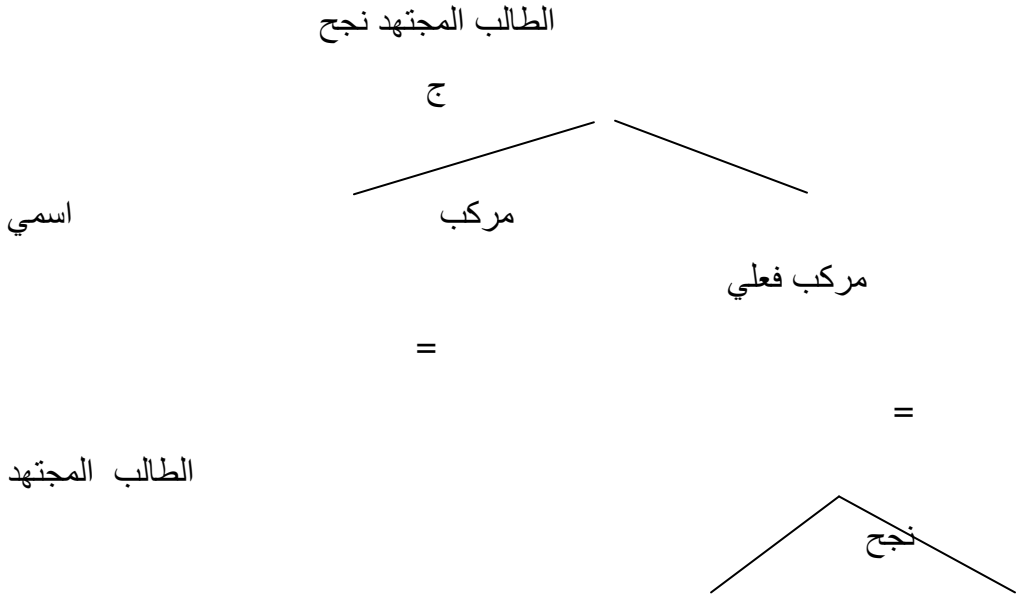 الطالب المجتهد نجح
ج
مركب اسمي
مركب فعلي
=
=
الطالب المجتهد
نجح